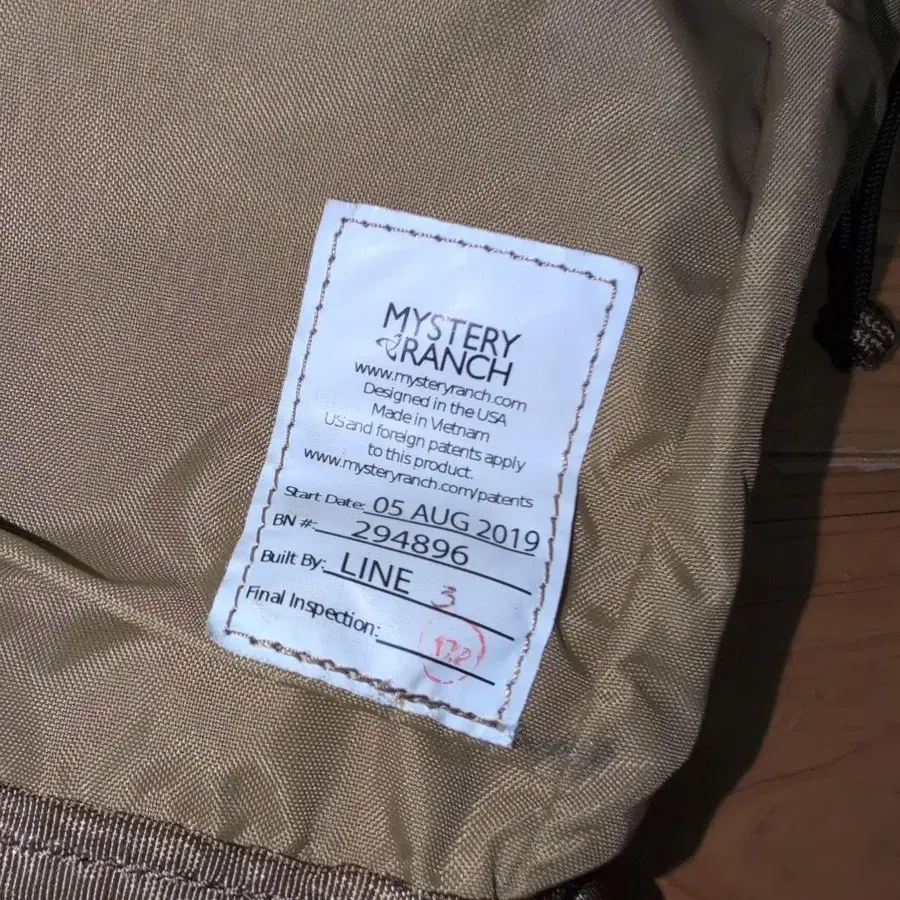 MYSTERY
RANCH
www.mysteryranch.com
Designed in the USA
Made in Vietnam
US and foreign patents apply
to this product.
www.mysteryranch.com/patents
Start Date: 05 AUG 2019
BN #: 294896
Built By: LINE 3
Final Inspection: